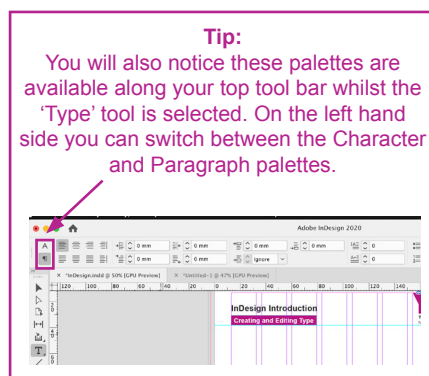 Tip:
You will also notice these palettes are
available along your top tool bar whilst the
‘Type’ tool is selected. On the left hand
side you can switch between the Character
and Paragraph palettes.
Adobe InDesign 2020
A 0 mm 0 mm 0 mm 0 mm 0
¶ 0 mm 0 mm Ignore 0
× *InDesign.indd @ 50% [GPU Preview] × *Untitled-1 @ 47% [GPU Preview]
120 100 80 60 40 20 0 20 40 60 80 100 120 140
InDesign Introduction
Creating and Editing Type
T